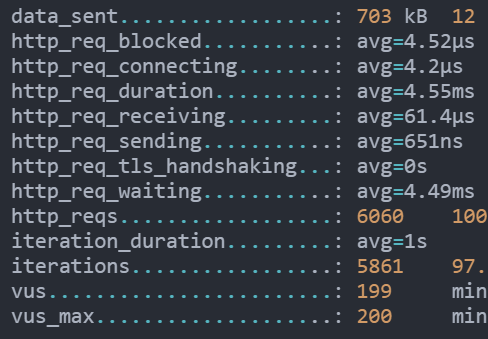 data_sent..................: 703 kB 12
http_req_blocked...........: avg=4.52µs
http_req_connecting........: avg=4.2µs
http_req_duration..........: avg=4.55ms
http_req_receiving.........: avg=61.4µs
http_req_sending...........: avg=651ns
http_req_tls_handshaking...: avg=0s
http_req_waiting...........: avg=4.49ms
http_reqs..................: 6060 100
iteration_duration.........: avg=1s
iterations.................: 5861 97.
vus........................: 199 min
vus_max....................: 200 min